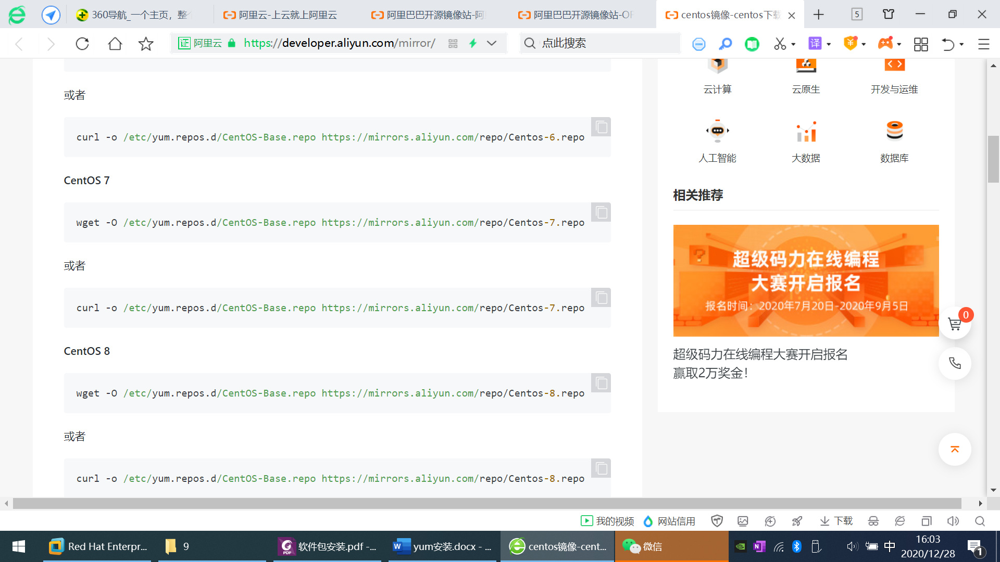 360导航_一个主页，整个
阿里云-上云就上阿里云
阿里巴巴开源镜像站-阿
阿里巴巴开源镜像站-OP
centos镜像-centos下载
5
证 阿里云 https://developer.aliyun.com/mirror/
点此搜索
译
或者
curl -o /etc/yum.repos.d/CentOS-Base.repo https://mirrors.aliyun.com/repo/Centos-6.repo
CentOS 7
wget -O /etc/yum.repos.d/CentOS-Base.repo https://mirrors.aliyun.com/repo/Centos-7.repo
或者
curl -o /etc/yum.repos.d/CentOS-Base.repo https://mirrors.aliyun.com/repo/Centos-7.repo
CentOS 8
wget -O /etc/yum.repos.d/CentOS-Base.repo https://mirrors.aliyun.com/repo/Centos-8.repo
或者
curl -o /etc/yum.repos.d/CentOS-Base.repo https://mirrors.aliyun.com/repo/Centos-8.repo
云计算
云原生
开发与运维
人工智能
大数据
数据库
相关推荐
超级码力在线编程
大赛开启报名
报名时间：2020年7月20日-2020年9月5日
0
超级码力在线编程大赛开启报名
赢取2万奖金！
我的视频
网站信用
下载
Red Hat Enterpr...
9
软件包安装.pdf -...
yum安装.docx - ...
centos镜像-cent...
微信
中
16:03
2020/12/28
1